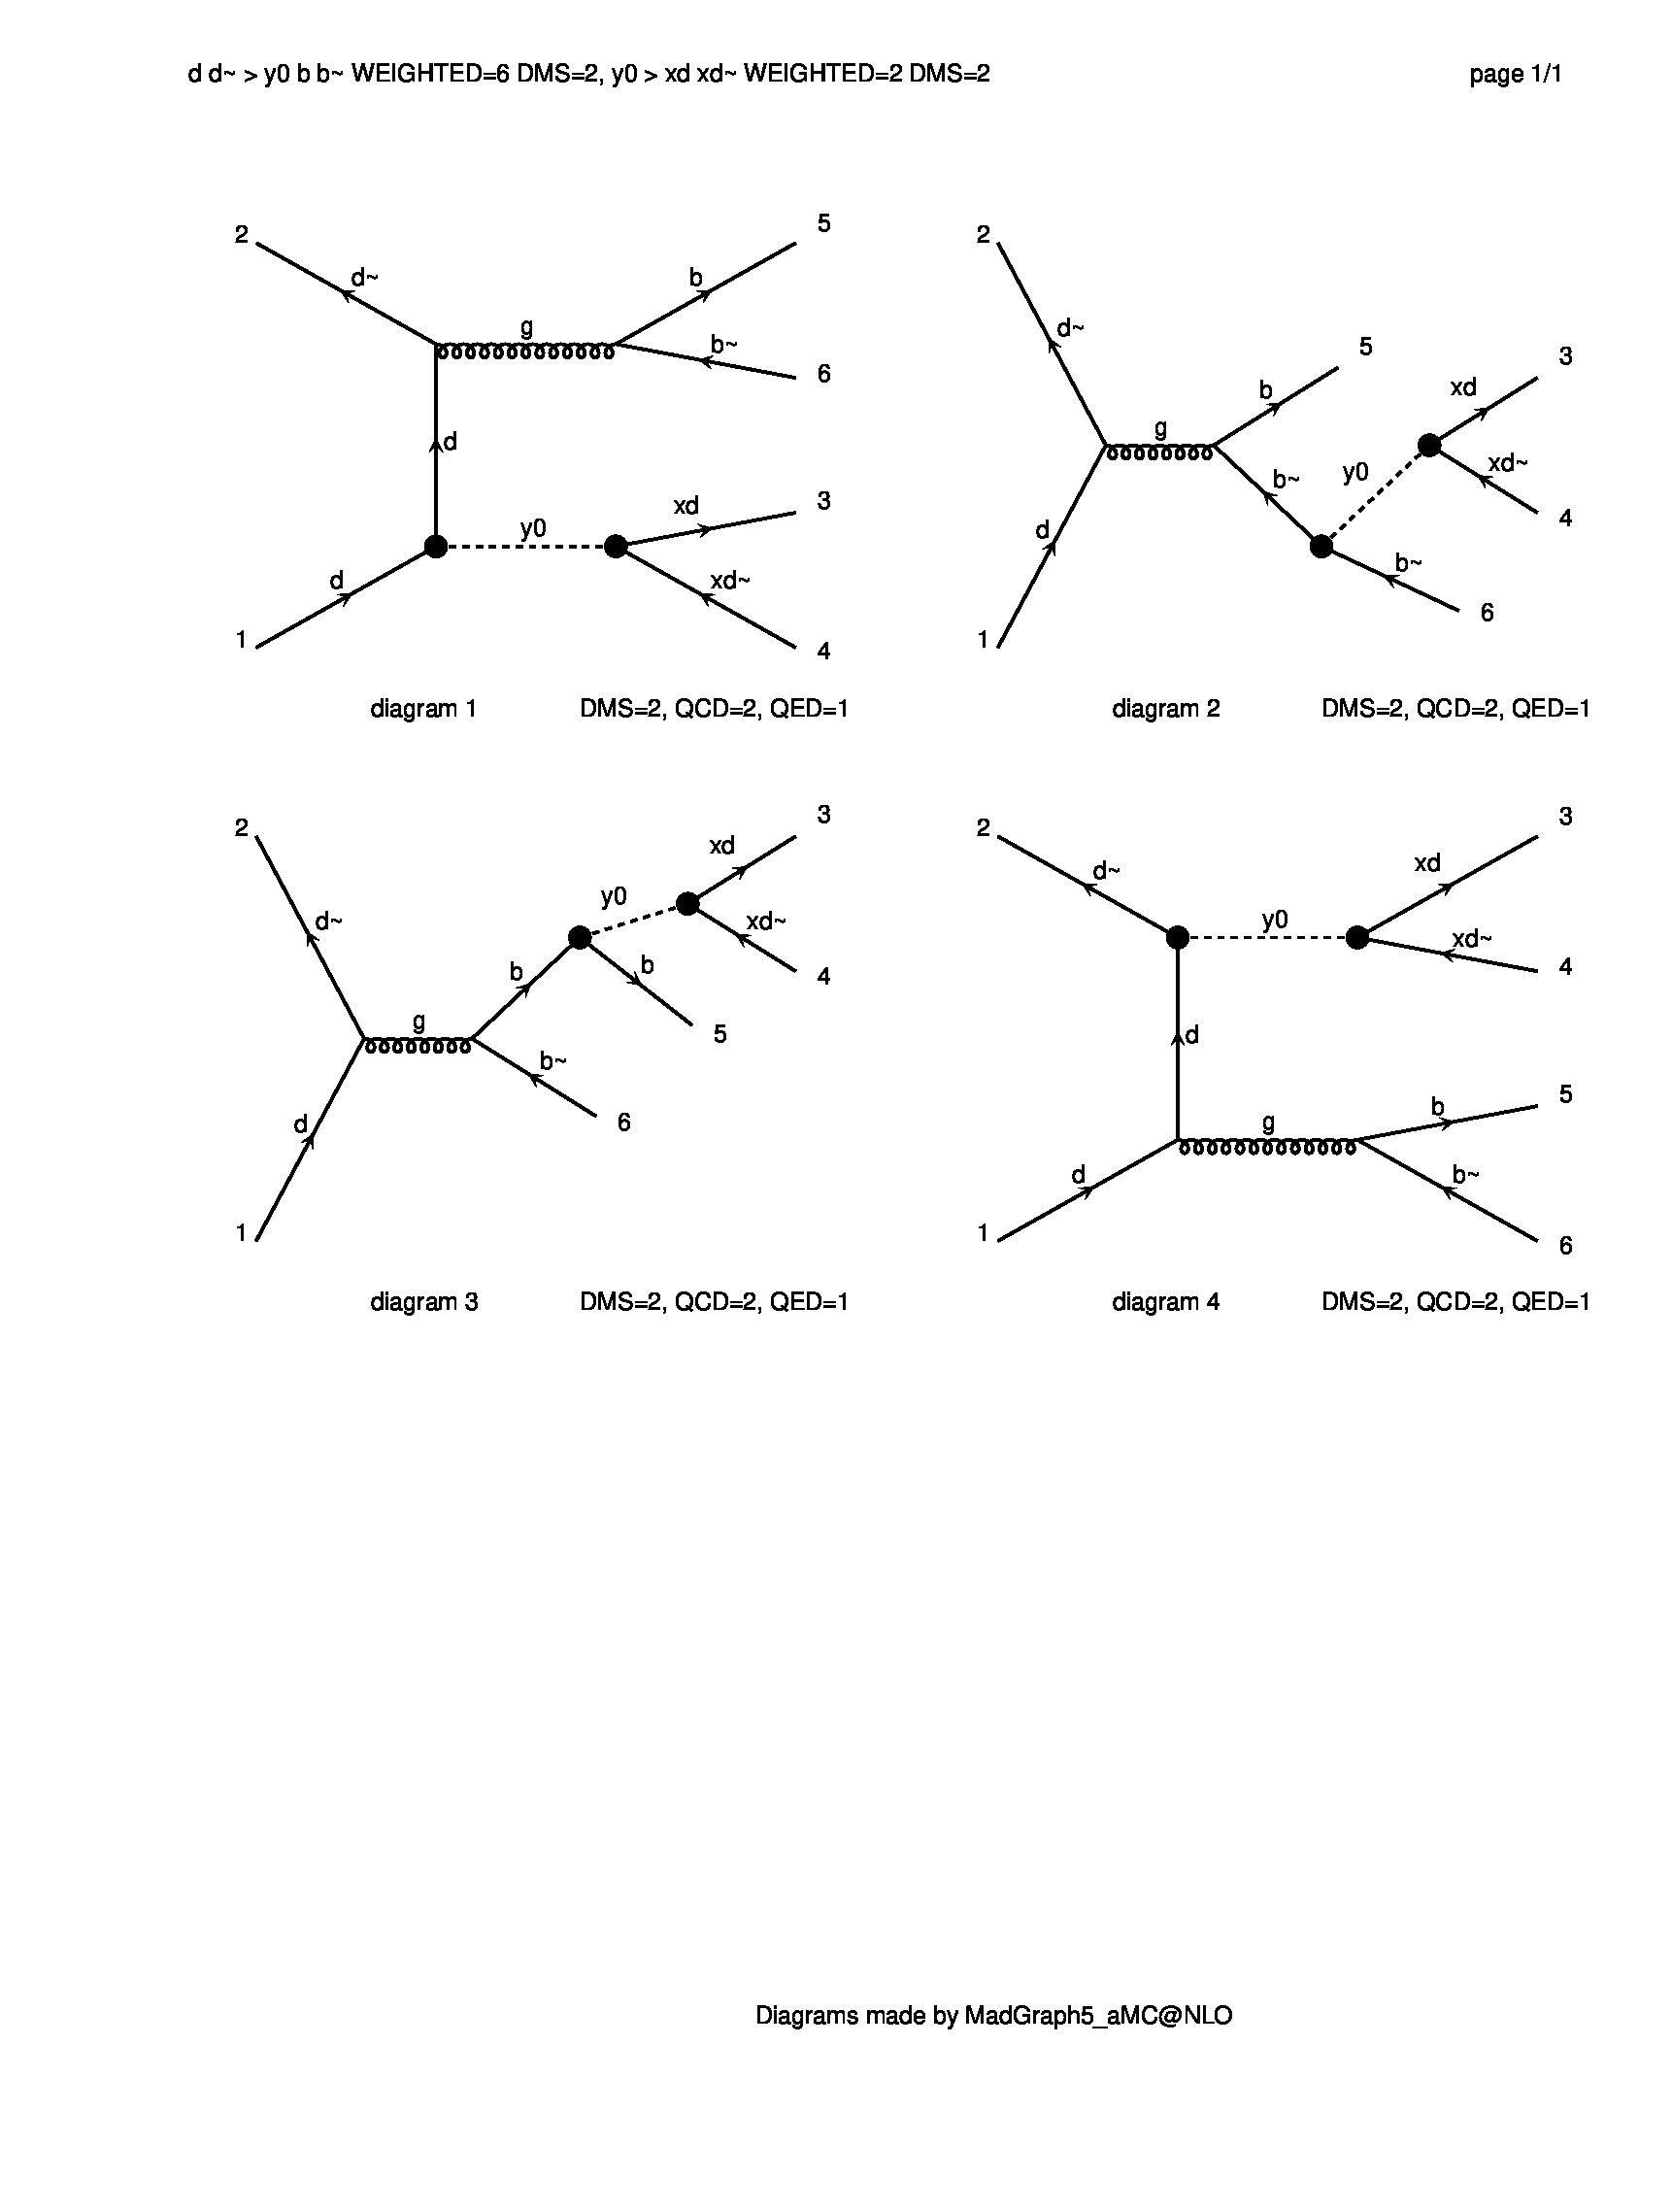 d d~ > y0 b b~ WEIGHTED=6 DMS=2, y0 > xd xd~ WEIGHTED=2 DMS=2 page 1/1
2
d~
g
b
5
b~
6
d
y0
xd
3
d
xd~
1
4
diagram 1 DMS=2, QCD=2, QED=1
2
d~
g
b
5
3
xd
y0
b~
xd~
4
d
b~
6
1
diagram 2 DMS=2, QCD=2, QED=1
2
d~
3
xd
y0
xd~
b
b
4
g
5
b~
d
6
1
diagram 3 DMS=2, QCD=2, QED=1
2
d~
y0
xd
3
xd~
4
d
g
b
5
d
b~
1
6
diagram 4 DMS=2, QCD=2, QED=1
Diagrams made by MadGraph5_aMC@NLO